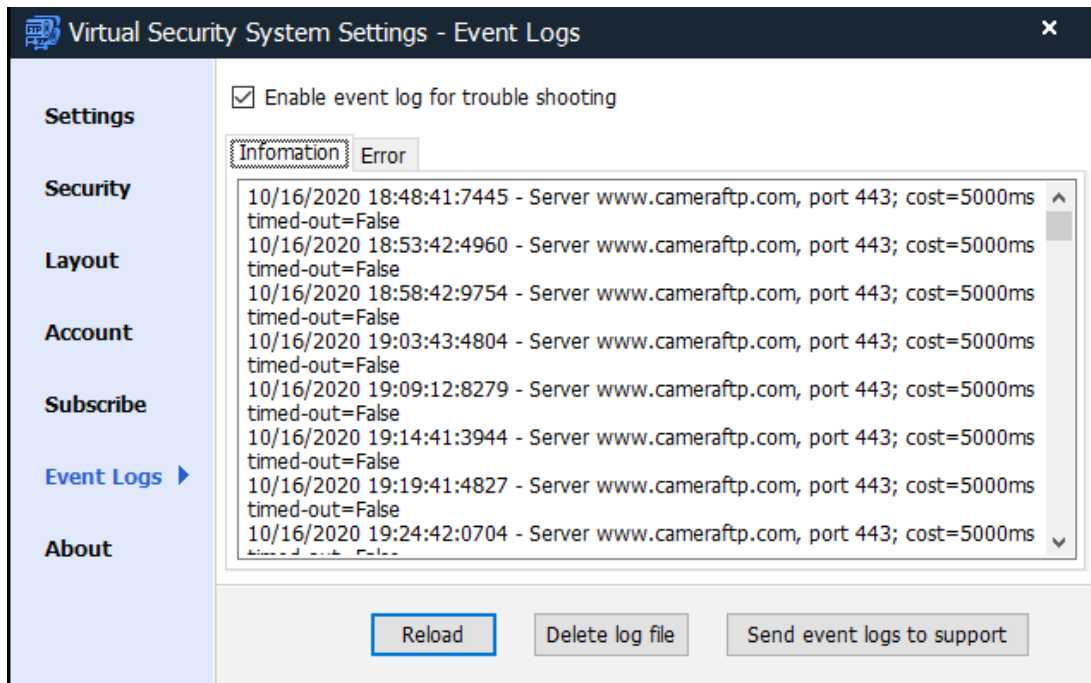 Virtual Security System Settings - Event Logs
Settings
Security
Layout
Account
Subscribe
Event Logs
About
Enable event log for trouble shooting
Infomation Error
10/16/2020 18:48:41:7445 - Server www.cameraftp.com, port 443; cost=5000ms
timed-out=False
10/16/2020 18:53:42:4960 - Server www.cameraftp.com, port 443; cost=5000ms
timed-out=False
10/16/2020 18:58:42:9754 - Server www.cameraftp.com, port 443; cost=5000ms
timed-out=False
10/16/2020 19:03:43:4804 - Server www.cameraftp.com, port 443; cost=5000ms
timed-out=False
10/16/2020 19:09:12:8279 - Server www.cameraftp.com, port 443; cost=5000ms
timed-out=False
10/16/2020 19:14:41:3944 - Server www.cameraftp.com, port 443; cost=5000ms
timed-out=False
10/16/2020 19:19:41:4827 - Server www.cameraftp.com, port 443; cost=5000ms
timed-out=False
10/16/2020 19:24:42:0704 - Server www.cameraftp.com, port 443; cost=5000ms
Reload Delete log file Send event logs to support